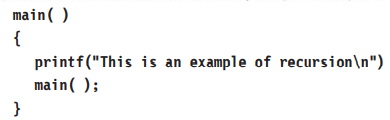 main( )
{
printf("This is an example of recursion\n")
main( );
}